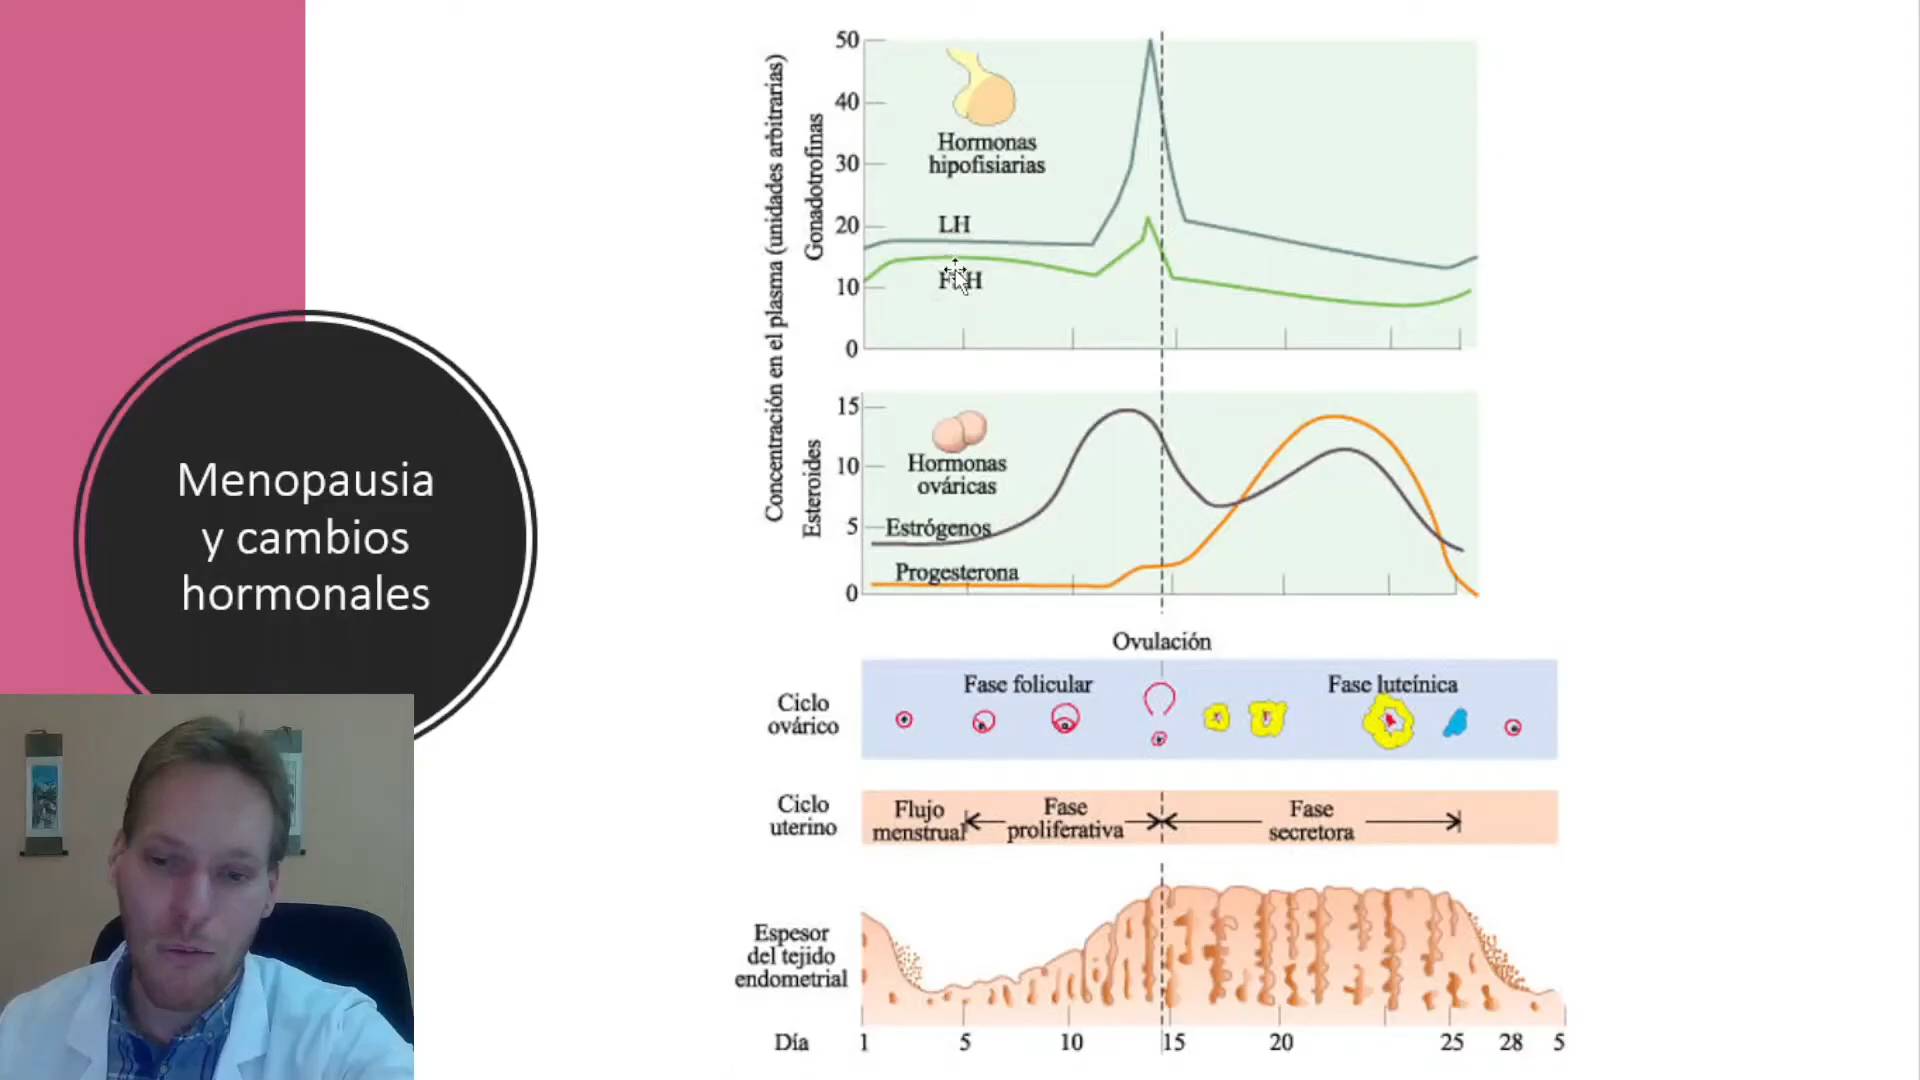 Menopausia
y cambios
hormonales
Concentración en el plasma (unidades arbitrarias)
Gonadotrofinas
50
40
30
20
10
0
Hormonas
hipofisiarias
LH
FSH
Esteroides
15
10
5
0
Hormonas
ováricas
Estrógenos
Progesterona
Ovulación
Ciclo
ovárico
Fase folicular
Fase luteínica
Ciclo
uterino
Flujo
menstrual
Fase
proliferativa
Fase
secretora
Espesor
del tejido
endometrial
Día 1 5 10 15 20 25 28 5